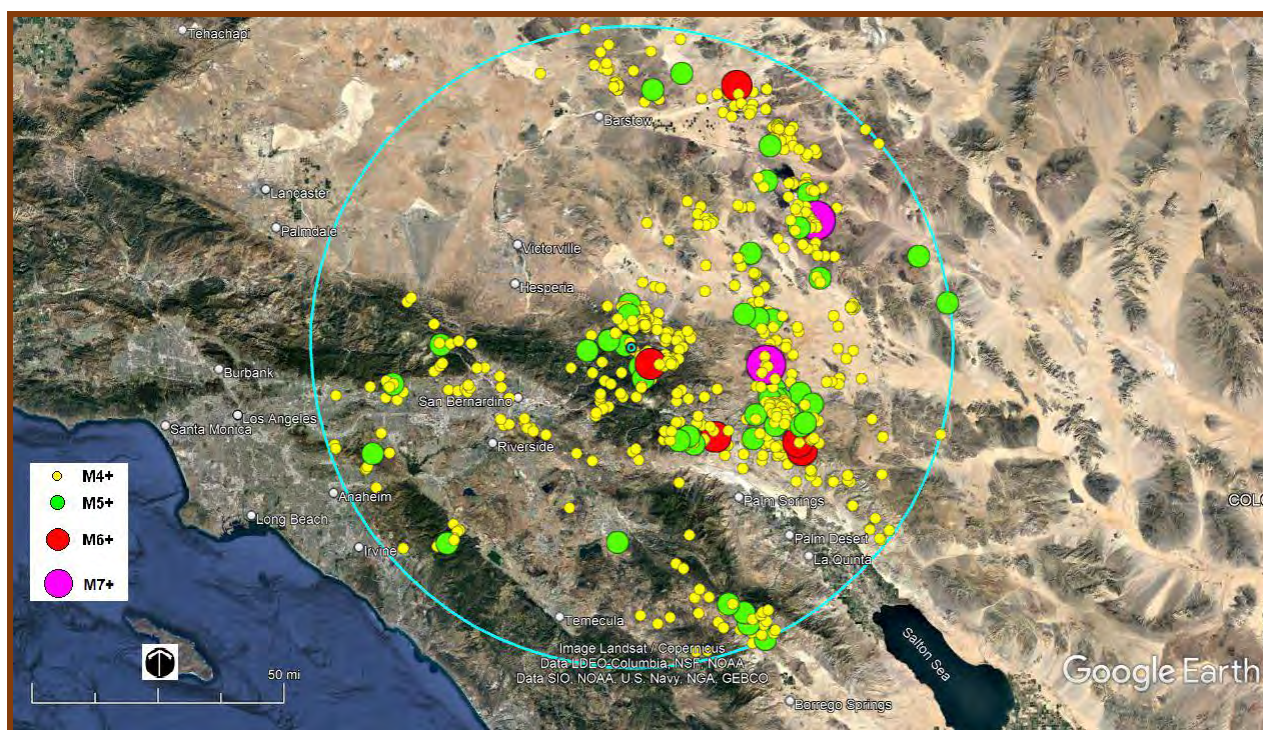 Tehachapi
Barstow
Lancaster
Palmdale
Victorville
Hesperia
Burbank
San Bernardino
Los Angeles
Santa Monica
Riverside
M4+
M5+
M6+
M7+
Anaheim
Palm Springs
COLO
Long Beach
Irvine
Palm Desert
La Quinta
Temecula
Salton Sea
Image Landsat / Copernicus
Data LDEO-Columbia, NSF, NOAA
Data SIO, NOAA, U.S. Navy, NGA, GEBCO
Google Earth
50 mi
Borrego Springs